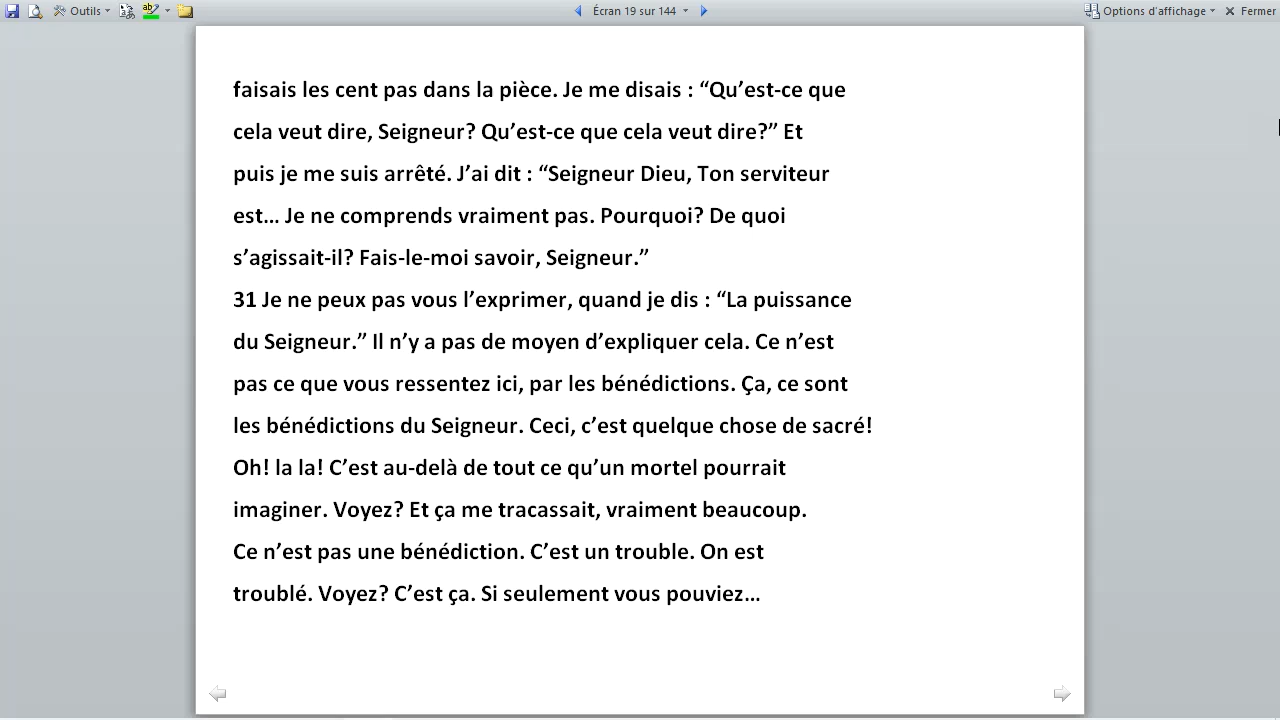 Outils
Écran 19 sur 144
Options d'affichage
Fermer
faisais les cent pas dans la pièce. Je me disais : “Qu’est-ce que
cela veut dire, Seigneur? Qu’est-ce que cela veut dire?” Et
puis je me suis arrêté. J’ai dit : “Seigneur Dieu, Ton serviteur
est… Je ne comprends vraiment pas. Pourquoi? De quoi
s’agissait-il? Fais-le-moi savoir, Seigneur.”
31 Je ne peux pas vous l’exprimer, quand je dis : “La puissance
du Seigneur.” Il n’y a pas de moyen d’expliquer cela. Ce n’est
pas ce que vous ressentez ici, par les bénédictions. Ça, ce sont
les bénédictions du Seigneur. Ceci, c’est quelque chose de sacré!
Oh! la la! C’est au-delà de tout ce qu’un mortel pourrait
imaginer. Voyez? Et ça me tracassait, vraiment beaucoup.
Ce n’est pas une bénédiction. C’est un trouble. On est
troublé. Voyez? C’est ça. Si seulement vous pouviez…